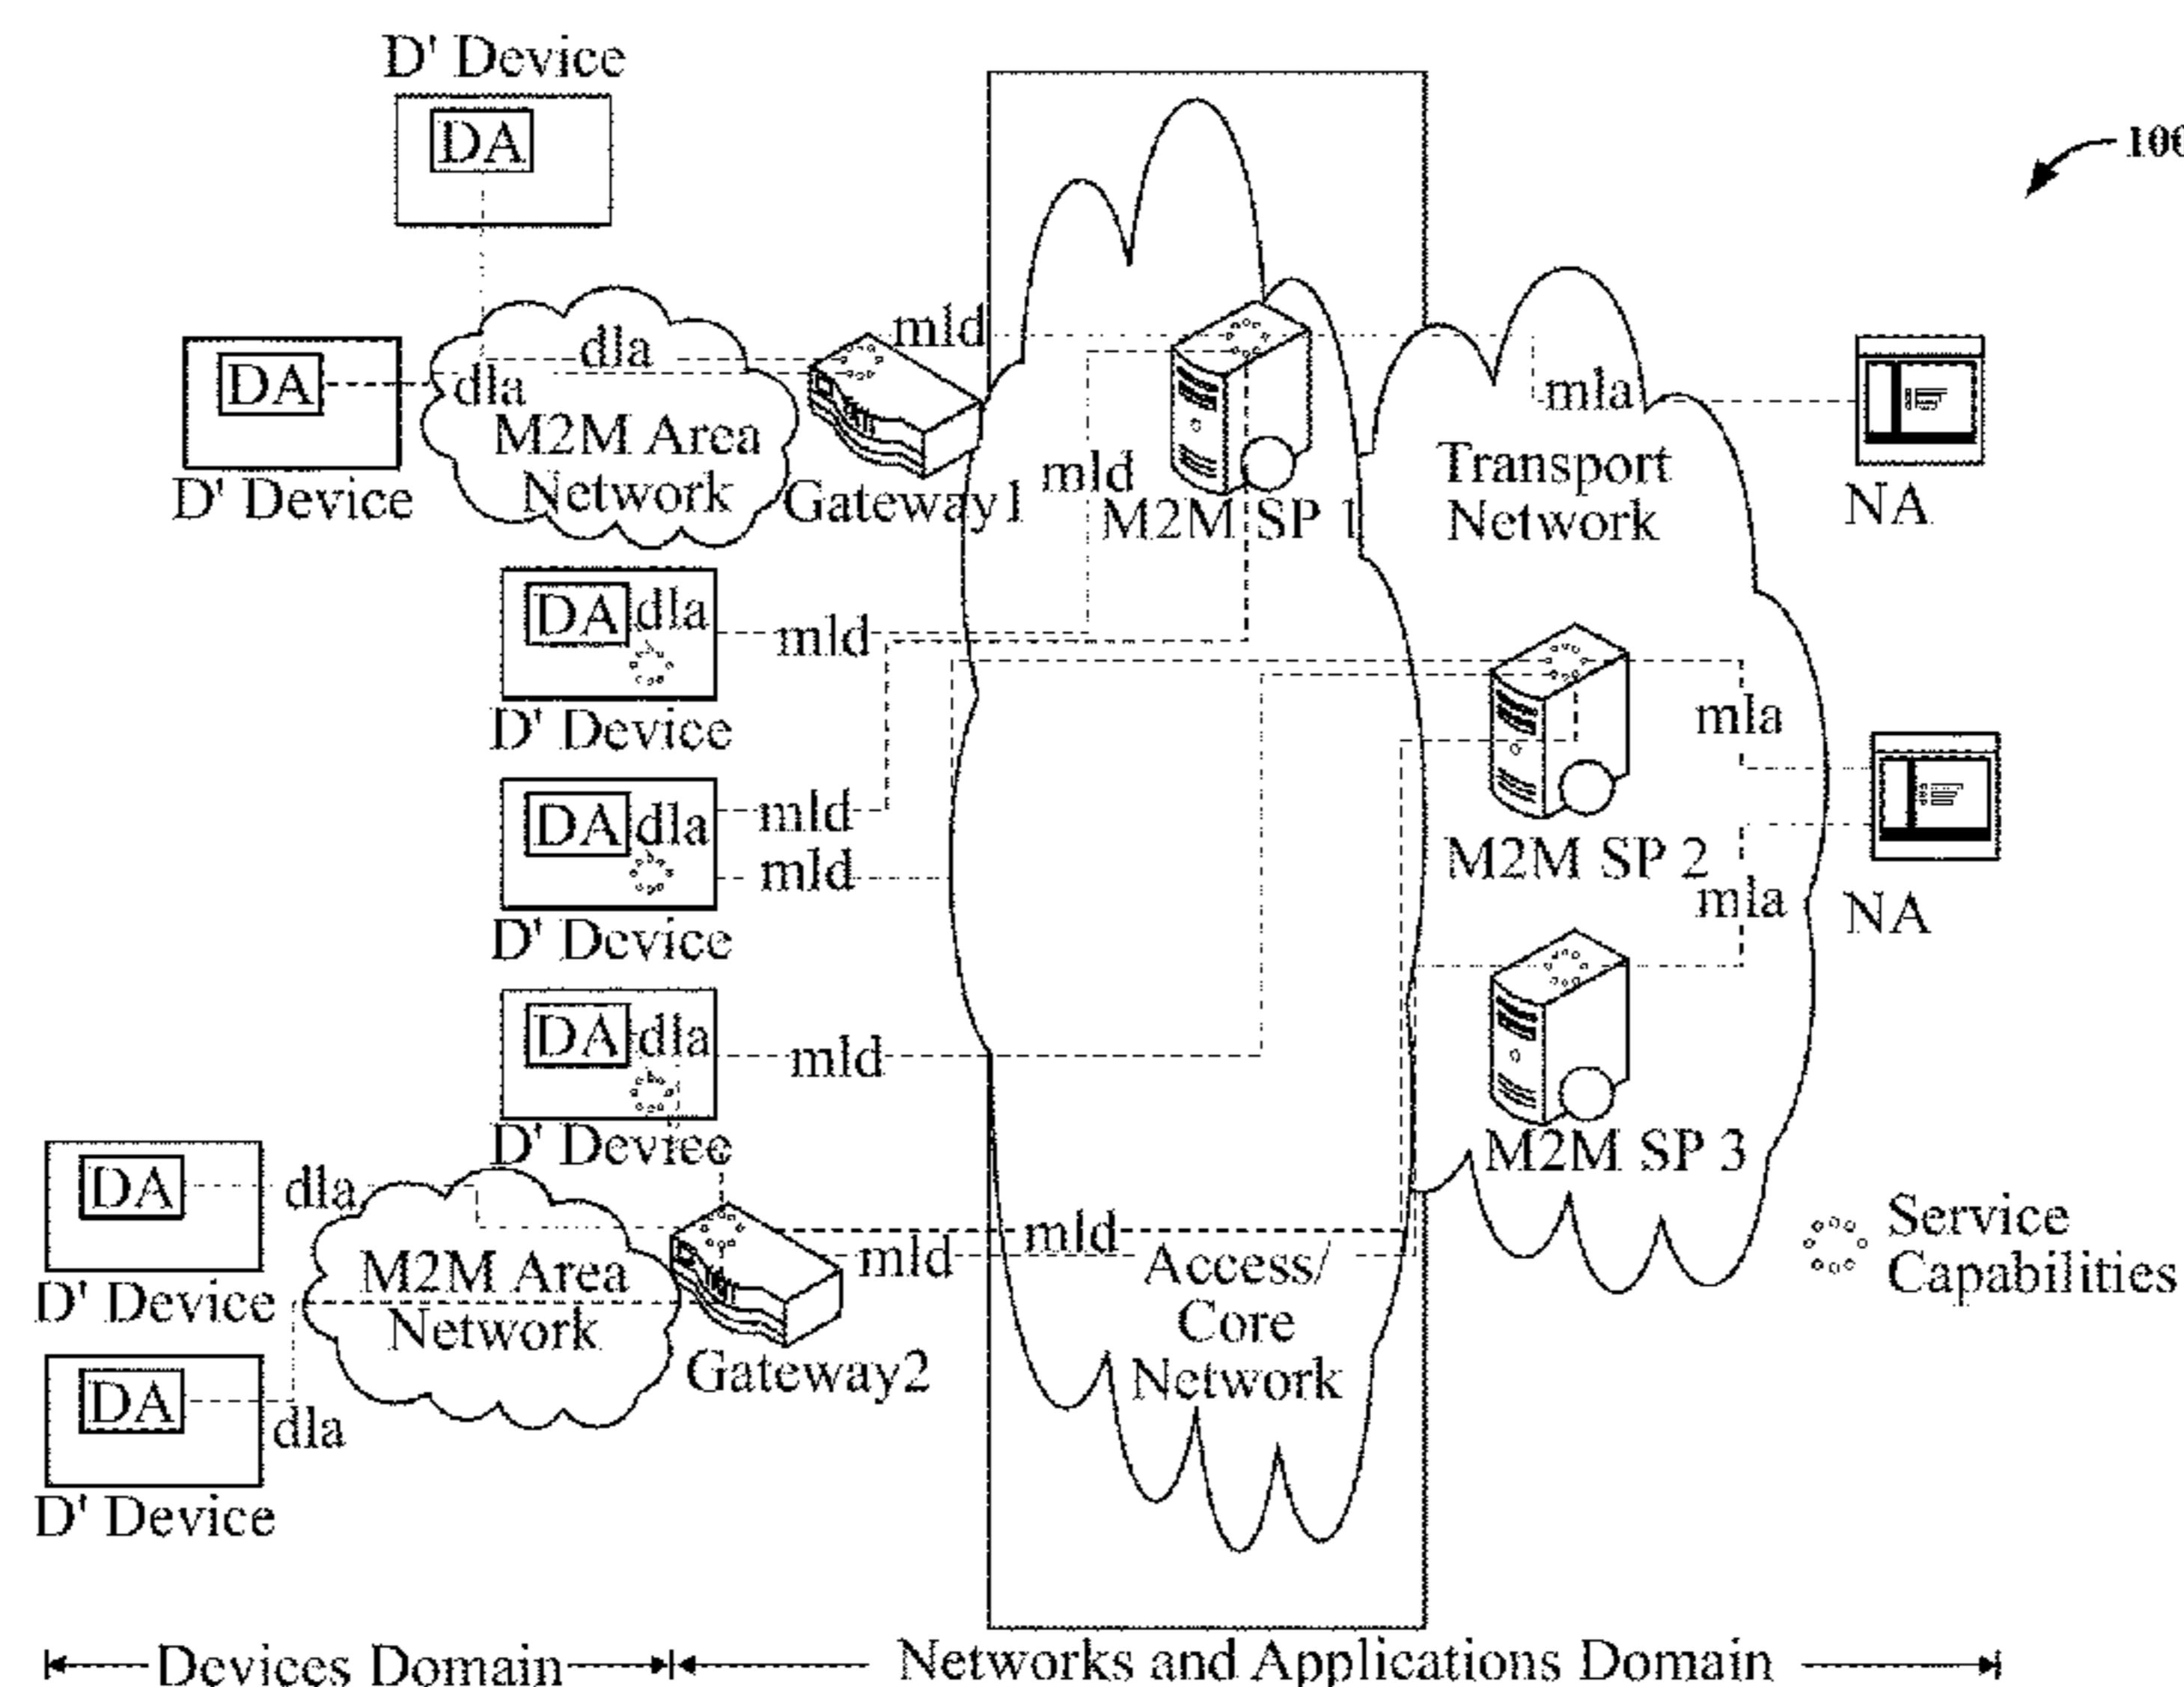 D' Device
DA
100
dla
mld
DA
dla
mla
M2M Area
Network
Transport
Network
D' Device
Gateway1
mld
M2M SP 1
NA
DA dla
mld
D' Device
mla
DA dla
mld
mld
M2M SP 2
D' Device
mla
NA
DA dla
mld
D' Device
M2M SP 3
DA
dla
mld
mld
Service
Capabilities
D' Device
M2M Area
Network
Access/
Core
Network
Gateway2
DA
dla
D' Device
Devices Domain
Networks and Applications Domain